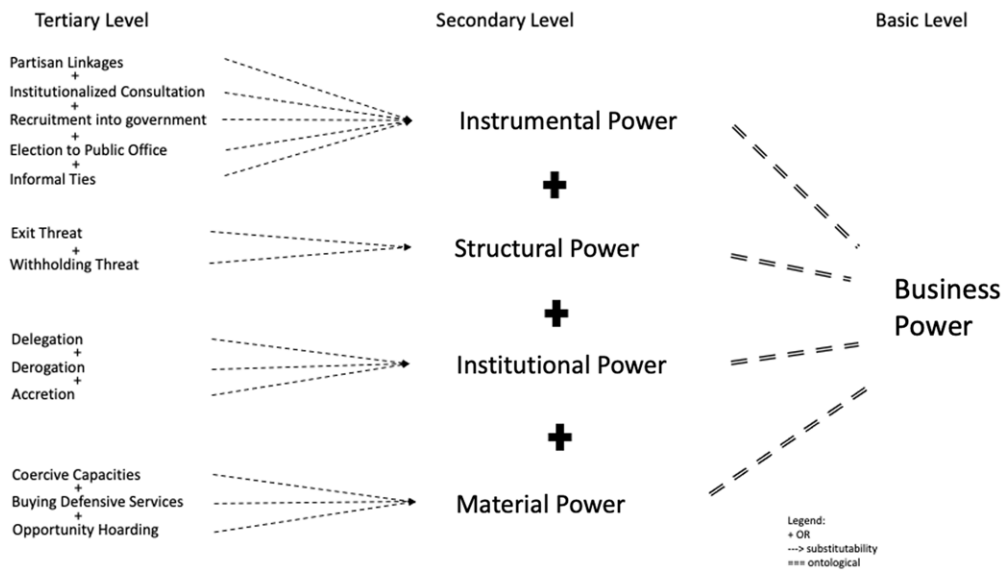 Tertiary Level
Secondary Level
Basic Level
Partisan Linkages
+
Institutionalized Consultation
+
Recruitment into government
+
Election to Public Office
+
Informal Ties
Instrumental Power
+
Exit Threat
+
Withholding Threat
Structural Power
+
Delegation
+
Derogation
+
Accretion
Institutional Power
+
Coercive Capacities
+
Buying Defensive Services
+
Opportunity Hoarding
Material Power
Business
Power
Legend:
+ OR
---> substitutability
=== ontological